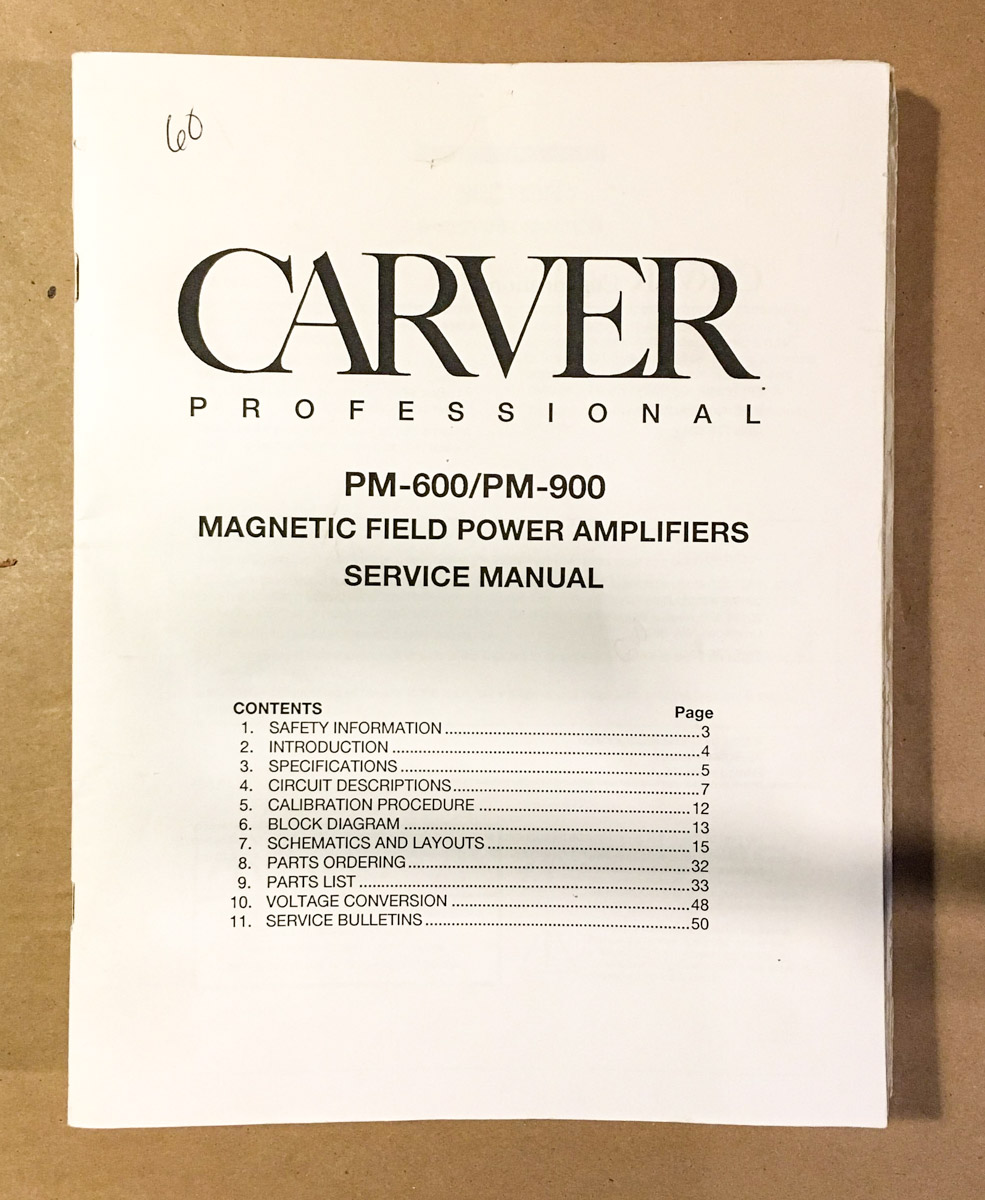 60
CARVER
PROFESSIONAL
PM-600/PM-900
MAGNETIC FIELD POWER AMPLIFIERS
SERVICE MANUAL
CONTENTS Page
1. SAFETY INFORMATION 3
2. INTRODUCTION 4
3. SPECIFICATIONS 5
4. CIRCUIT DESCRIPTIONS 7
5. CALIBRATION PROCEDURE 12
6. BLOCK DIAGRAM 13
7. SCHEMATICS AND LAYOUTS 15
8. PARTS ORDERING 32
9. PARTS LIST 33
10. VOLTAGE CONVERSION 48
11. SERVICE BULLETINS 50